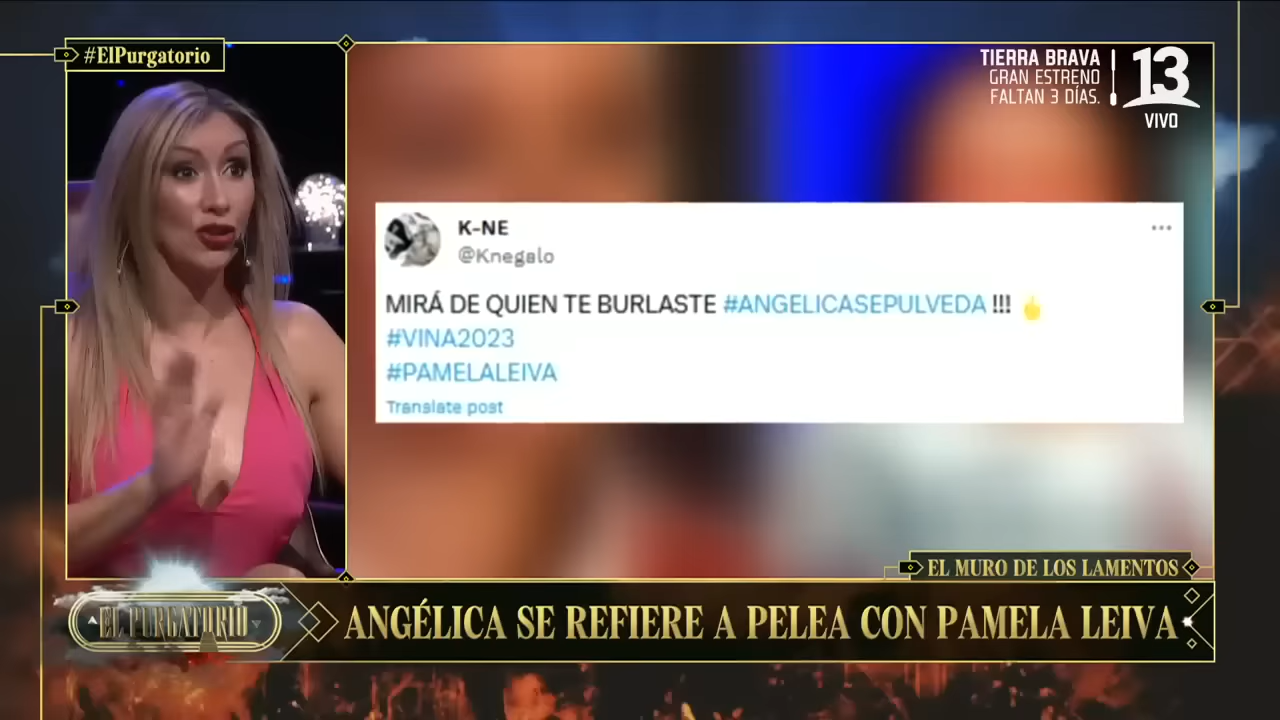 #ElPurgatorio
TIERRA BRAVA
GRAN ESTRENO
FALTAN 3 DÍAS.
13
VIVO
K-NE
@Knegalo
MIRÁ DE QUIEN TE BURLASTE #ANGELICASEPULVEDA !!!
#VINA2023
#PAMELALEIVA
Translate post
EL MURO DE LOS LAMENTOS
EL PURGATORIO
ANGÉLICA SE REFIERE A PELEA CON PAMELA LEIVA